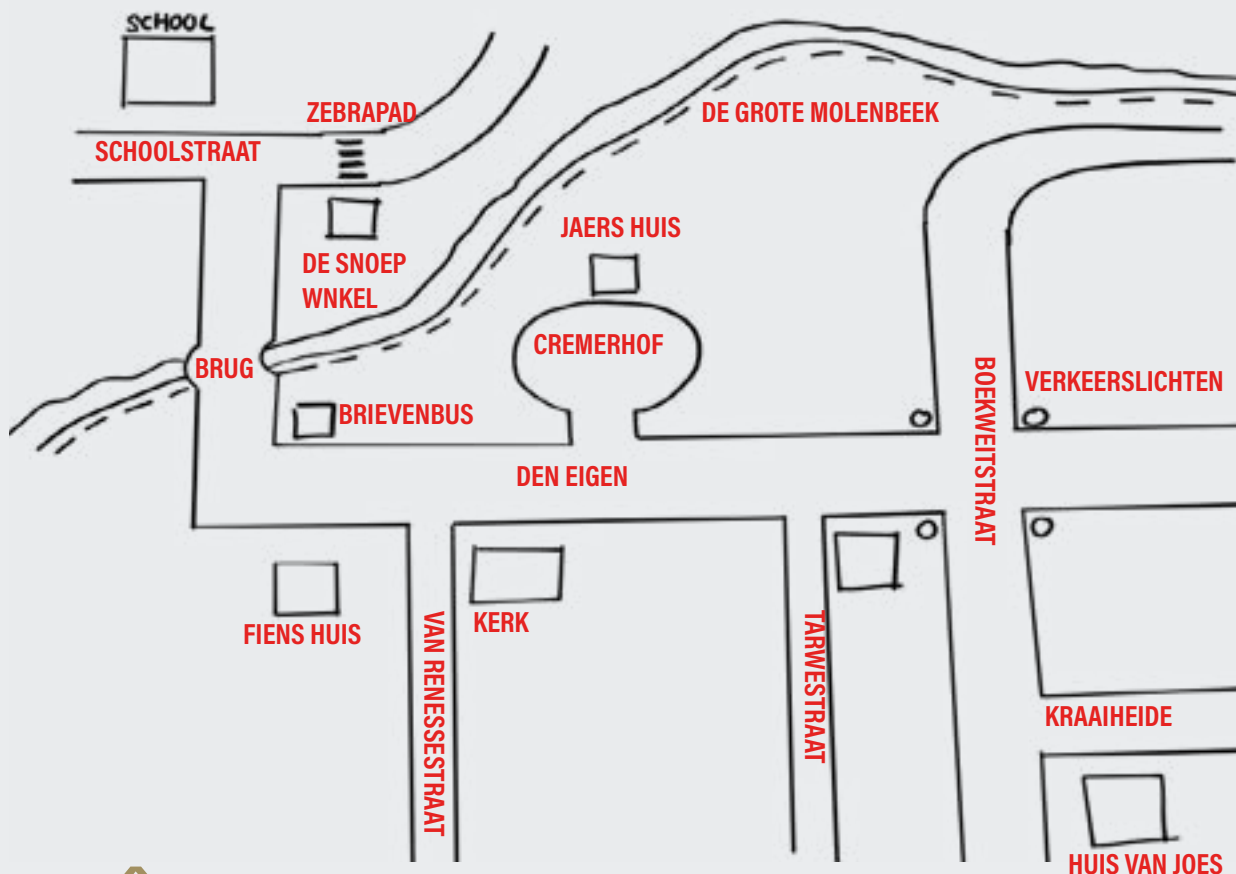 SCHOOL
ZEBRAPAD
DE GROTE MOLENBEEK
SCHOOLSTRAAT
JAERS HUIS
DE SNOEP
WNKEL
CREMERHOF
BRUG
BOEKWEITSTRAAT
VERKEERSLICHTEN
BRIEVENBUS
DEN EIGEN
FIENS HUIS
VAN RENESSESTRAAT
KERK
TARWESTRAAT
KRAAIHEIDE
HUIS VAN JOES